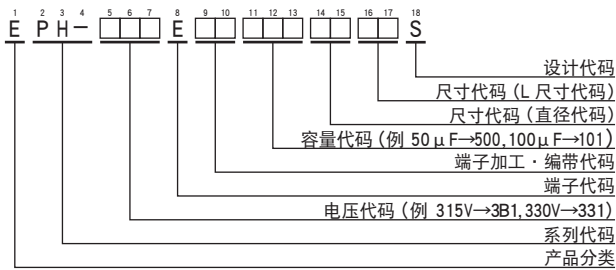 1 2 3 4 5 6 7 8 9 10 11 12 13 14 15 16 17 18
E P H - □□□ E □□ □□□ □□ □□ S
设计代码
尺寸代码 (L 尺寸代码)
尺寸代码 (直径代码)
容量代码 (例 50μF→500,100μF→101)
端子加工・编带代码
端子代码
电压代码 (例 315V→3B1,330V→331)
系列代码
产品分类